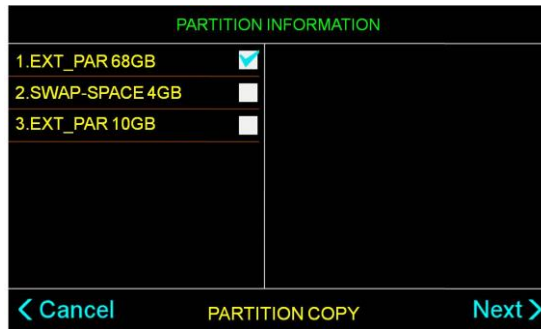 PARTITION INFORMATION
1.EXT_PAR 68GB
2.SWAP-SPACE 4GB
3.EXT_PAR 10GB
Cancel
PARTITION COPY
Next